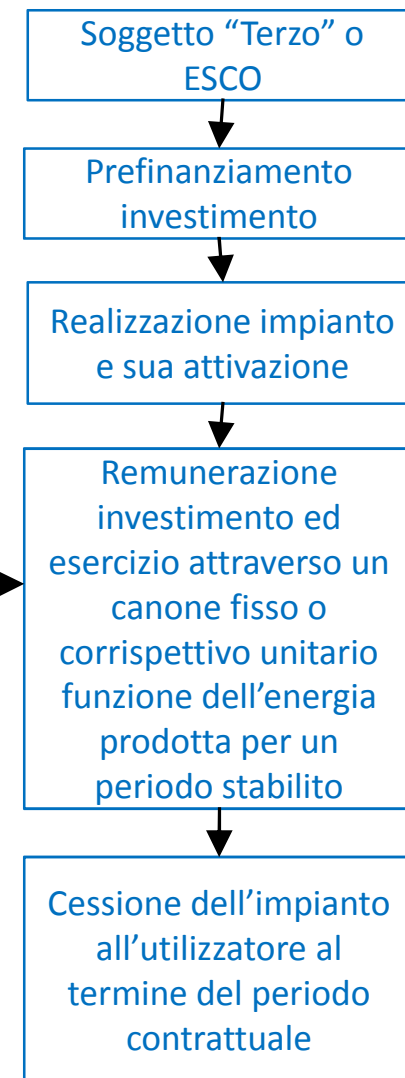 Soggetto “Terzo” o
ESCO
Prefinanziamento
investimento
Realizzazione impianto
e sua attivazione
Remunerazione
investimento ed
esercizio attraverso un
canone fisso o
corrispettivo unitario
funzione dell’energia
prodotta per un
periodo stabilito
Cessione dell’impianto
all’utilizzatore al
termine del periodo
contrattuale